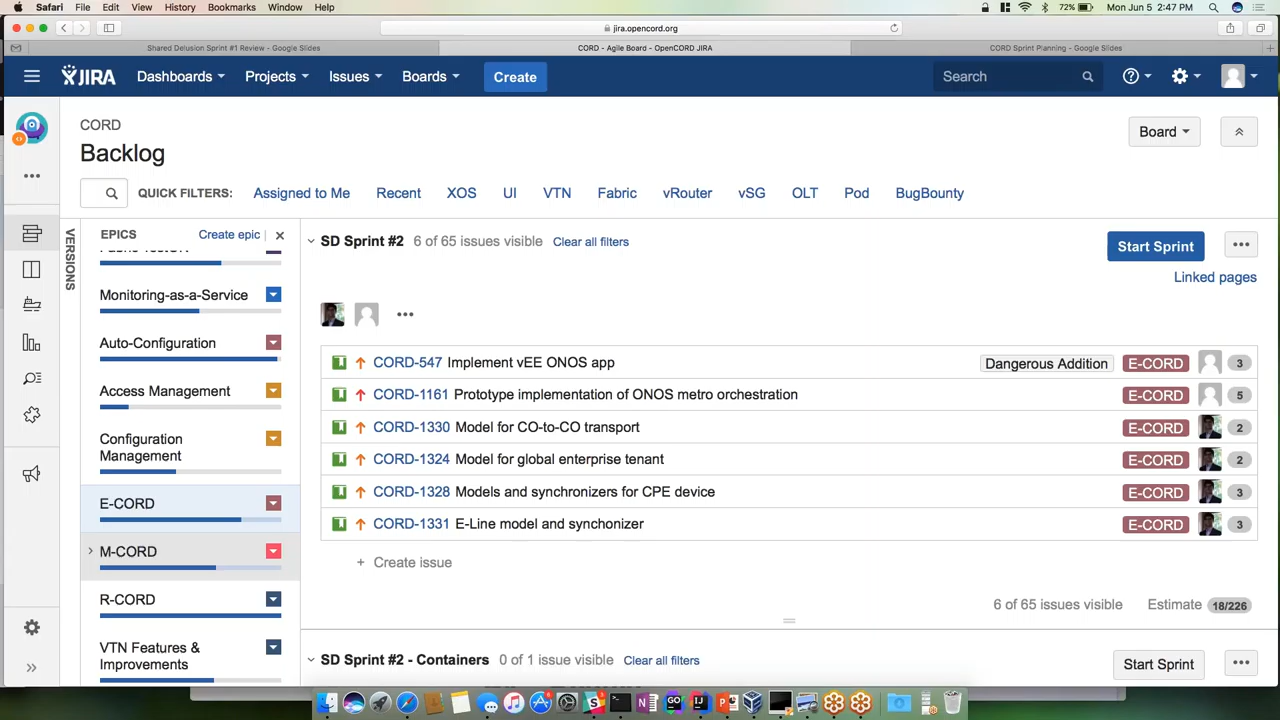 Safari File Edit View History Bookmarks Window Help 72% Mon Jun 5 2:47 PM
jira.opencord.org
Shared Delusion Sprint #1 Review - Google Slides CORD - Agile Board - OpenCORD JIRA CORD Sprint Planning - Google Slides
JIRA Dashboards Projects Issues Boards Create Search
CORD
Backlog
Board
QUICK FILTERS: Assigned to Me Recent XOS UI VTN Fabric vRouter vSG OLT Pod BugBounty
VERSIONS
EPICS Create epic
Monitoring-as-a-Service
Auto-Configuration
Access Management
Configuration
Management
E-CORD
M-CORD
R-CORD
VTN Features &
Improvements
SD Sprint #2 6 of 65 issues visible Clear all filters
Start Sprint
Linked pages
CORD-547 Implement vEE ONOS app Dangerous Addition E-CORD 3
CORD-1161 Prototype implementation of ONOS metro orchestration E-CORD 5
CORD-1330 Model for CO-to-CO transport E-CORD 2
CORD-1324 Model for global enterprise tenant E-CORD 2
CORD-1328 Models and synchronizers for CPE device E-CORD 3
CORD-1331 E-Line model and synchonizer E-CORD 3
+ Create issue
6 of 65 issues visible Estimate 18/226
SD Sprint #2 - Containers 0 of 1 issue visible Clear all filters
Start Sprint